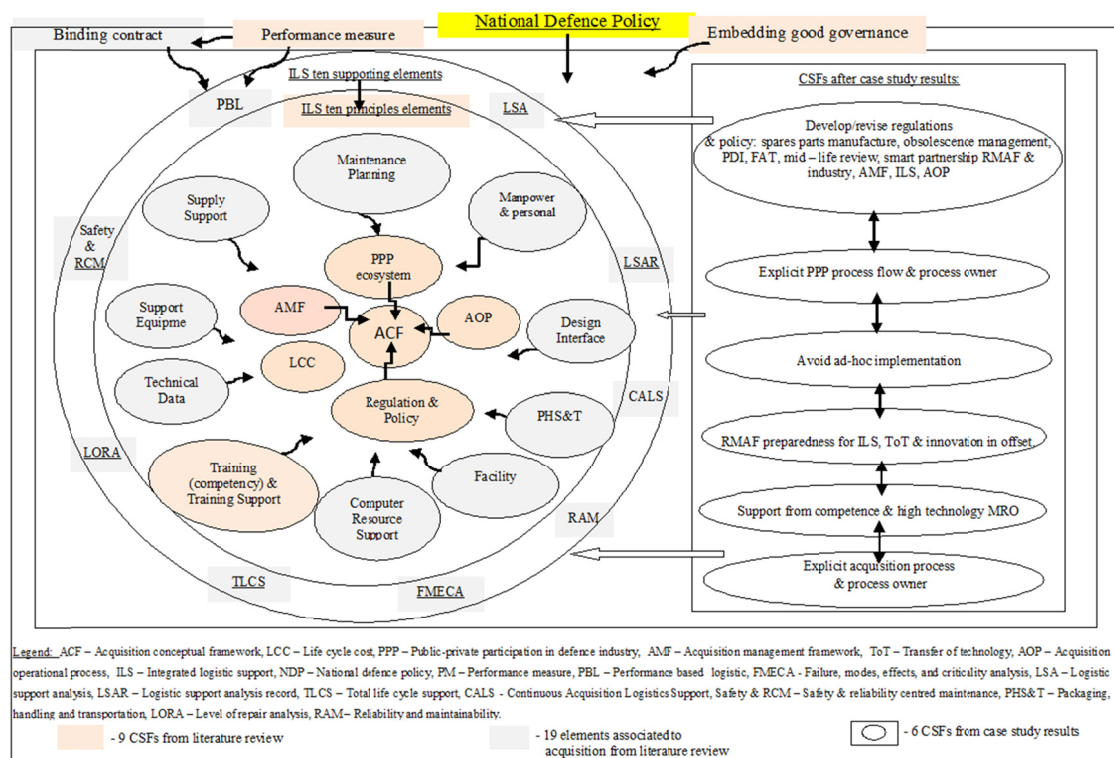 National Defence Policy
Binding contract
Performance measure
Embedding good governance
ILS ten supporting elements
ILS ten principles elements
PBL
LSA
LSAR
CALS
RAM
FMECA
TLCS
LORA
Safety
&
RCM
Maintenance
Planning
Manpower
& personal
Supply
Support
PPP
ecosystem
AMF
ACF
AOP
Design
Interface
Support
Equipme
LCC
Technical
Data
Regulation &
Policy
PHS&T
Training
(competency) &
Training Support
Computer
Resource
Support
Facility
CSFs after case study results:
Develop/revise regulations
& policy: spares parts manufacture, obsolescence management,
PDI, FAT, mid – life review, smart partnership RMAF &
industry, AMF, ILS, AOP
Explicit PPP process flow & process owner
Avoid ad-hoc implementation
RMAF preparedness for ILS, ToT & innovation in offset,
Support from competence & high technology MRO
Explicit acquisition process
& process owner
Legend: ACF – Acquisition conceptual framework, LCC – Life cycle cost, PPP – Public-private participation in defence industry, AMF – Acquisition management framework, ToT – Transfer of technology, AOP – Acquisition
operational process, ILS – Integrated logistic support, NDP – National defence policy, PM – Performance measure, PBL – Performance based logistic, FMECA - Failure, modes, effects, and criticality analysis, LSA – Logistic
support analysis, LSAR – Logistic support analysis record, TLCS – Total life cycle support, CALS - Continuous Acquisition Logistics Support, Safety & RCM – Safety & reliability centred maintenance, PHS&T – Packaging,
handling and transportation, LORA – Level of repair analysis, RAM – Reliability and maintainability.
- 9 CSFs from literature review
- 19 elements associated to
acquisition from literature review
- 6 CSFs from case study results